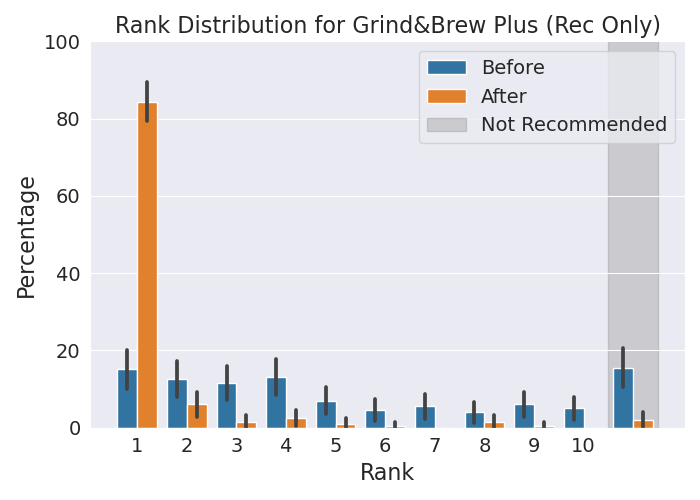 Rank Distribution for Grind&Brew Plus (Rec Only)
100
80
60
40
20
0
Percentage
Before
After
Not Recommended
1 2 3 4 5 6 7 8 9 10
Rank